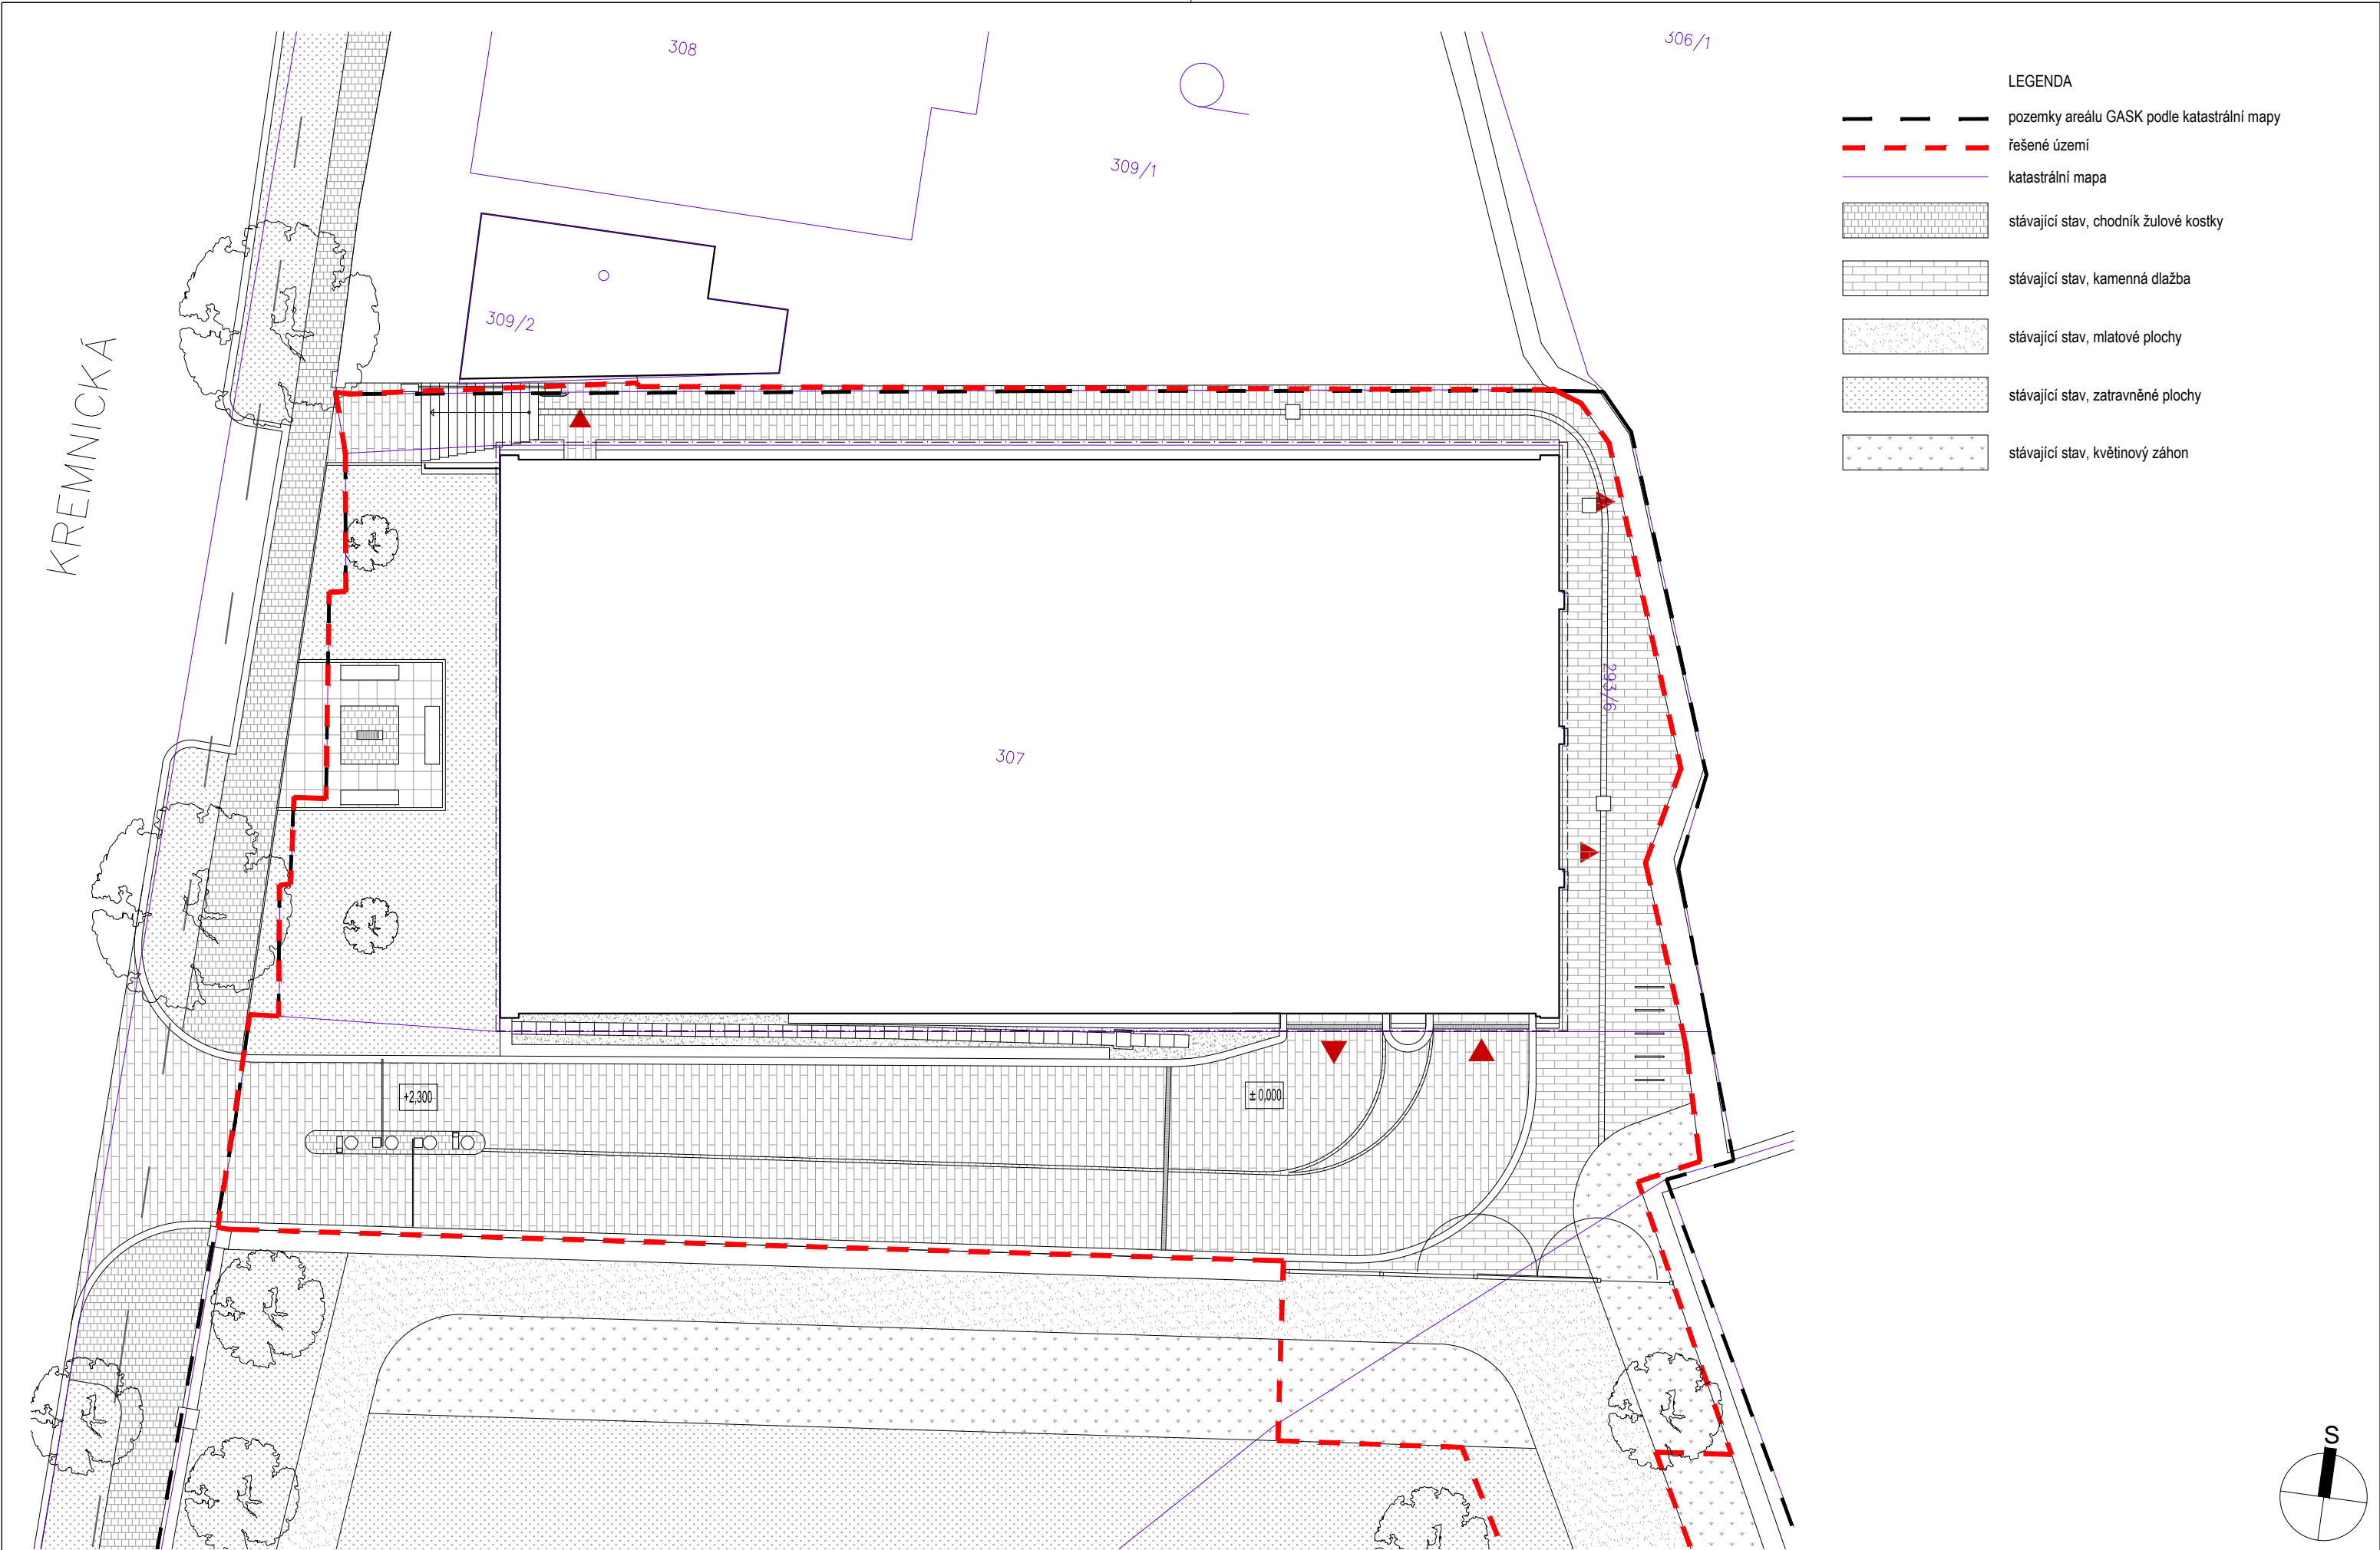 308
306/1
309/1
309/2
KREMNICKÁ
293/6
307
+2,300
± 0,000
LEGENDA
pozemky areálu GASK podle katastrální mapy
řešené území
katastrální mapa
stávající stav, chodník žulové kostky
stávající stav, kamenná dlažba
stávající stav, mlatové plochy
stávající stav, zatravněné plochy
stávající stav, květinový záhon
S